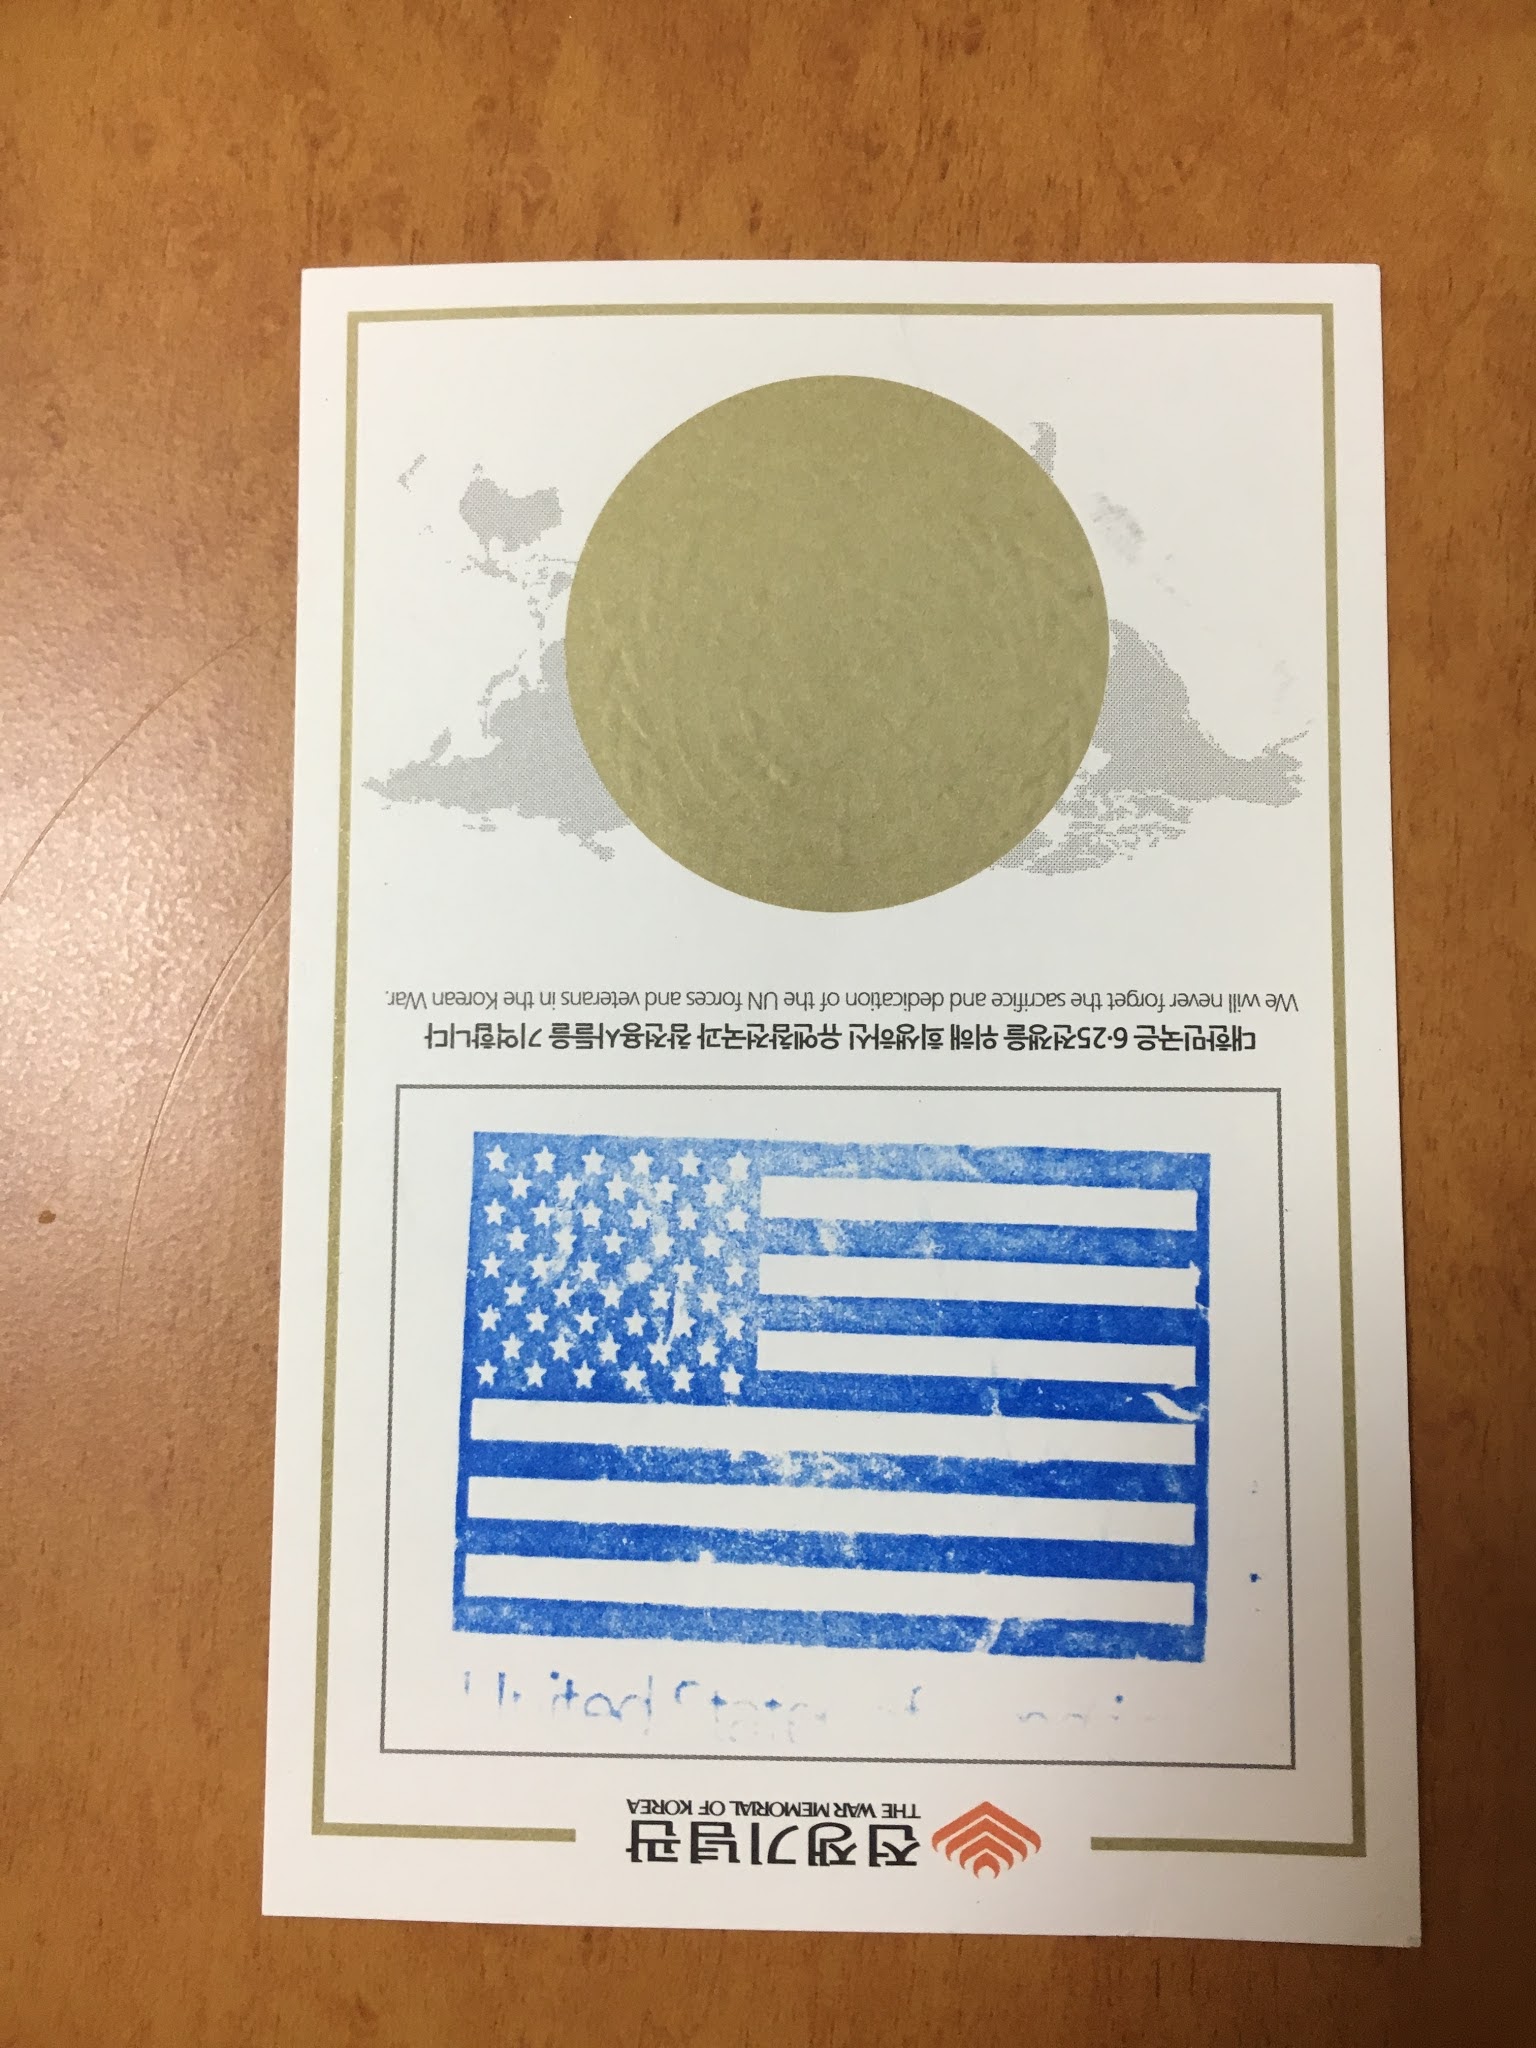 전쟁기념관
THE WAR MEMORIAL OF KOREA
United
대한민국은 6·25전쟁을 위해 희생하신 유엔참전국과 참전용사들을 기억합니다
We will never forget the sacrifice and dedication of the UN forces and veterans in the Korean War.